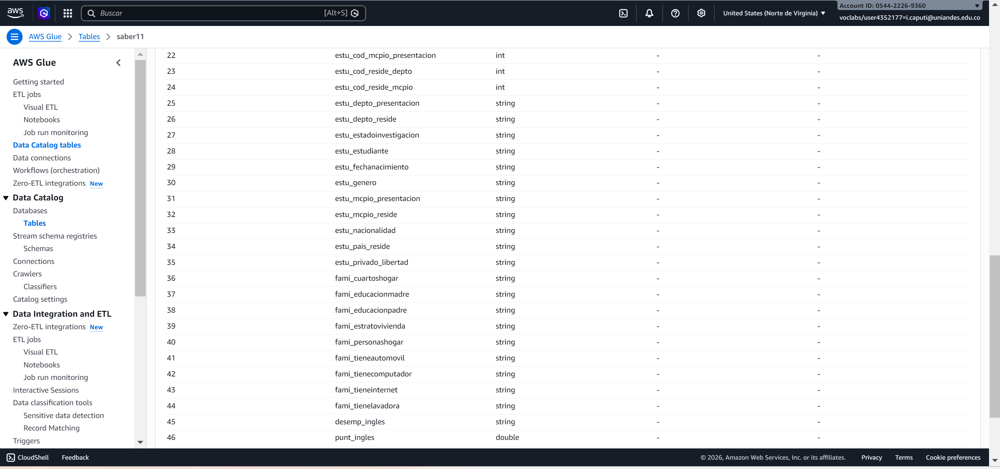 aws
Buscar
[Alt+S]
United States (Norte de Virginia)
Account ID: 0544-2226-9360
voclabs/user4352177=i.caputi@uniandes.edu.co
AWS Glue
Tables
saber11
AWS Glue
Getting started
ETL jobs
Visual ETL
Notebooks
Job run monitoring
Data Catalog tables
Data connections
Workflows (orchestration)
Zero-ETL integrations New
Data Catalog
Databases
Tables
Stream schema registries
Schemas
Connections
Crawlers
Classifiers
Catalog settings
Data Integration and ETL
Zero-ETL integrations New
ETL jobs
Visual ETL
Notebooks
Job run monitoring
Interactive Sessions
Data classification tools
Sensitive data detection
Record Matching
Triggers
22 estu_cod_mcpio_presentacion int - -
23 estu_cod_reside_depto int - -
24 estu_cod_reside_mcpio int - -
25 estu_depto_presentacion string - -
26 estu_depto_reside string - -
27 estu_estadoinvestigacion string - -
28 estu_estudiante string - -
29 estu_fechanacimiento string - -
30 estu_genero string - -
31 estu_mcpio_presentacion string - -
32 estu_mcpio_reside string - -
33 estu_nacionalidad string - -
34 estu_pais_reside string - -
35 estu_privado_libertad string - -
36 fami_cuartoshogar string - -
37 fami_educacionmadre string - -
38 fami_educacionpadre string - -
39 fami_estratovivienda string - -
40 fami_personashogar string - -
41 fami_tieneautomovil string - -
42 fami_tienecomputador string - -
43 fami_tieneinternet string - -
44 fami_tienelavadora string - -
45 desemp_ingles string - -
46 punt_ingles double - -
CloudShell
Feedback
© 2026, Amazon Web Services, Inc. or its affiliates.
Privacy
Terms
Cookie preferences